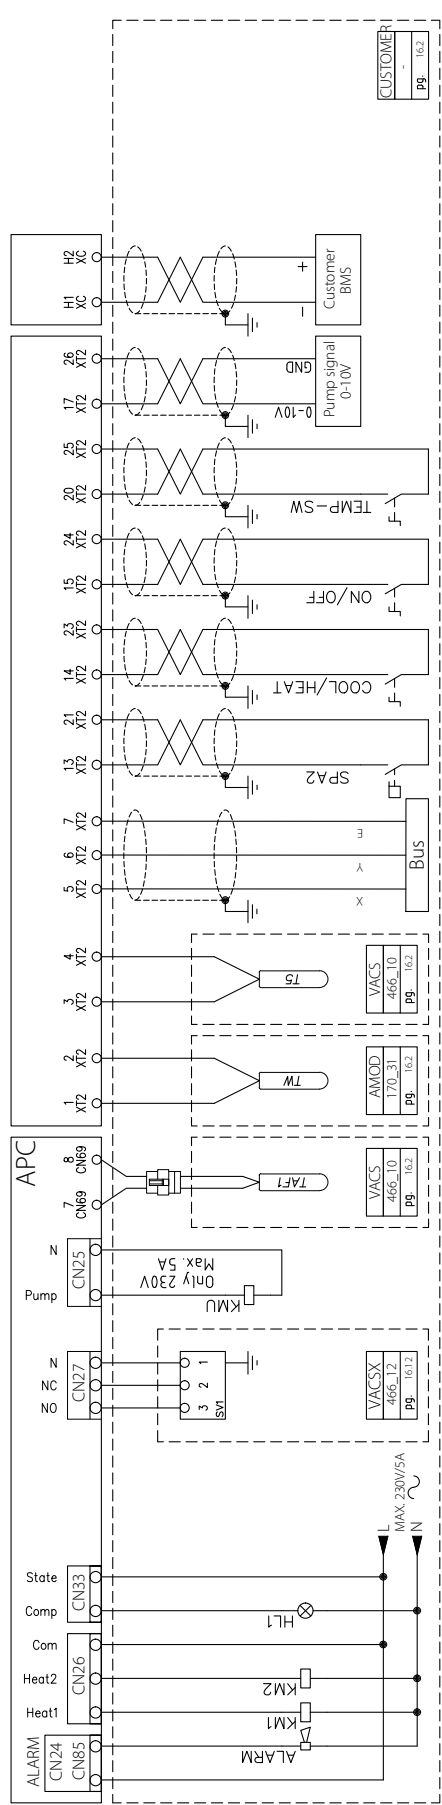 CUSTOMER
-
pg. 16.2
H2
XC
H1
XC
+
-
Customer
BMS
26
XT2
17
XT2
GND
0-10V
Pump signal
0-10V
25
XT2
20
XT2
TEMP-SW
24
XT2
15
XT2
ON/OFF
23
XT2
14
XT2
COOL/HEAT
21
XT2
13
XT2
SPA2
7
XT2
6
XT2
5
XT2
E
Y
X
Bus
4
XT2
3
XT2
T5
VACS
466_10
pg. 16.2
2
XT2
1
XT2
TW
AMOD
170_31
pg. 16.2
APC
8
CN69
7
CN69
TAF1
VACS
466_10
pg. 16.2
N
Pump
CN25
Only 230V
Max. 5A
KMU
N
NC
NO
CN27
1
2
3
SV1
VACSX
466_12
pg. 16.12
MAX. 230V/5A
L
N
State
Comp
CN33
HL1
Com
Heat2
Heat1
CN26
KM2
KM1
ALARM
CN24
CN85
ALARM